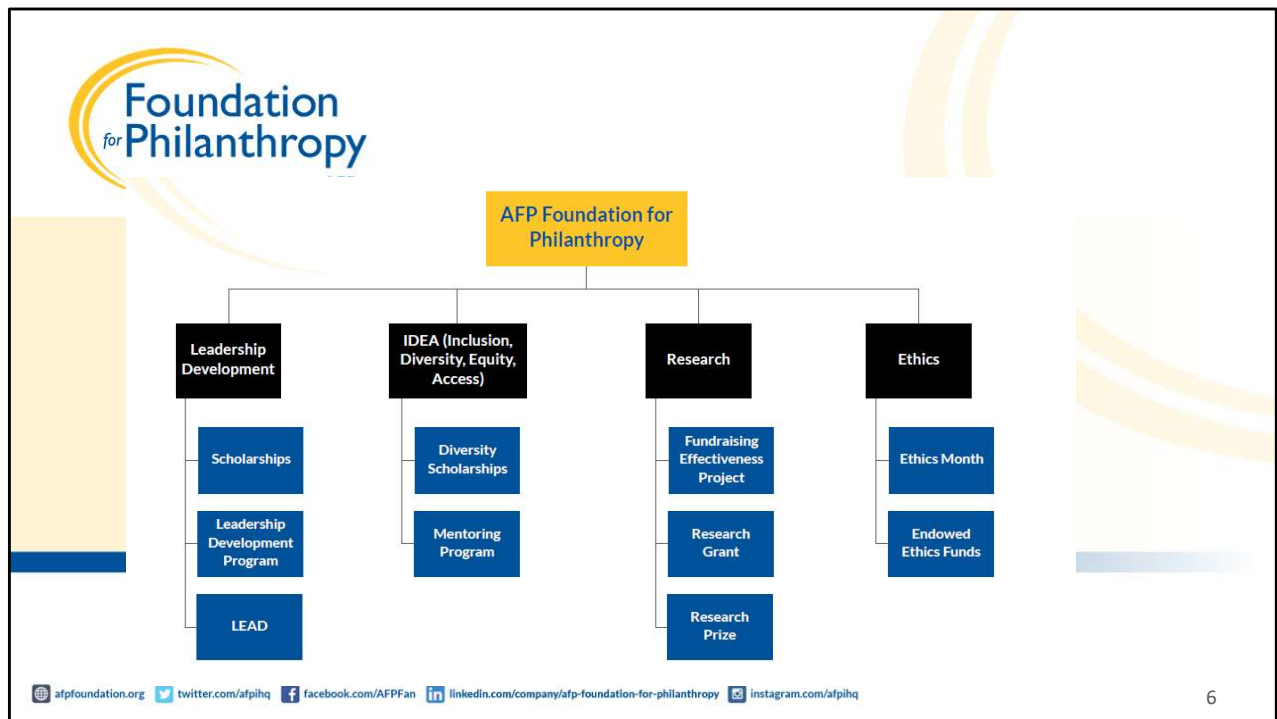 Foundation
for Philanthropy
AFP Foundation for
Philanthropy
Leadership
Development
IDEA (Inclusion,
Diversity, Equity,
Access)
Research
Ethics
Scholarships
Leadership
Development
Program
LEAD
Diversity
Scholarships
Mentoring
Program
Fundraising
Effectiveness
Project
Research
Grant
Research
Prize
Ethics Month
Endowed
Ethics Funds
afpfoundation.org twitter.com/afpihq facebook.com/AFPFan linkedin.com/company/afp-foundation-for-philanthropy instagram.com/afpihq
6